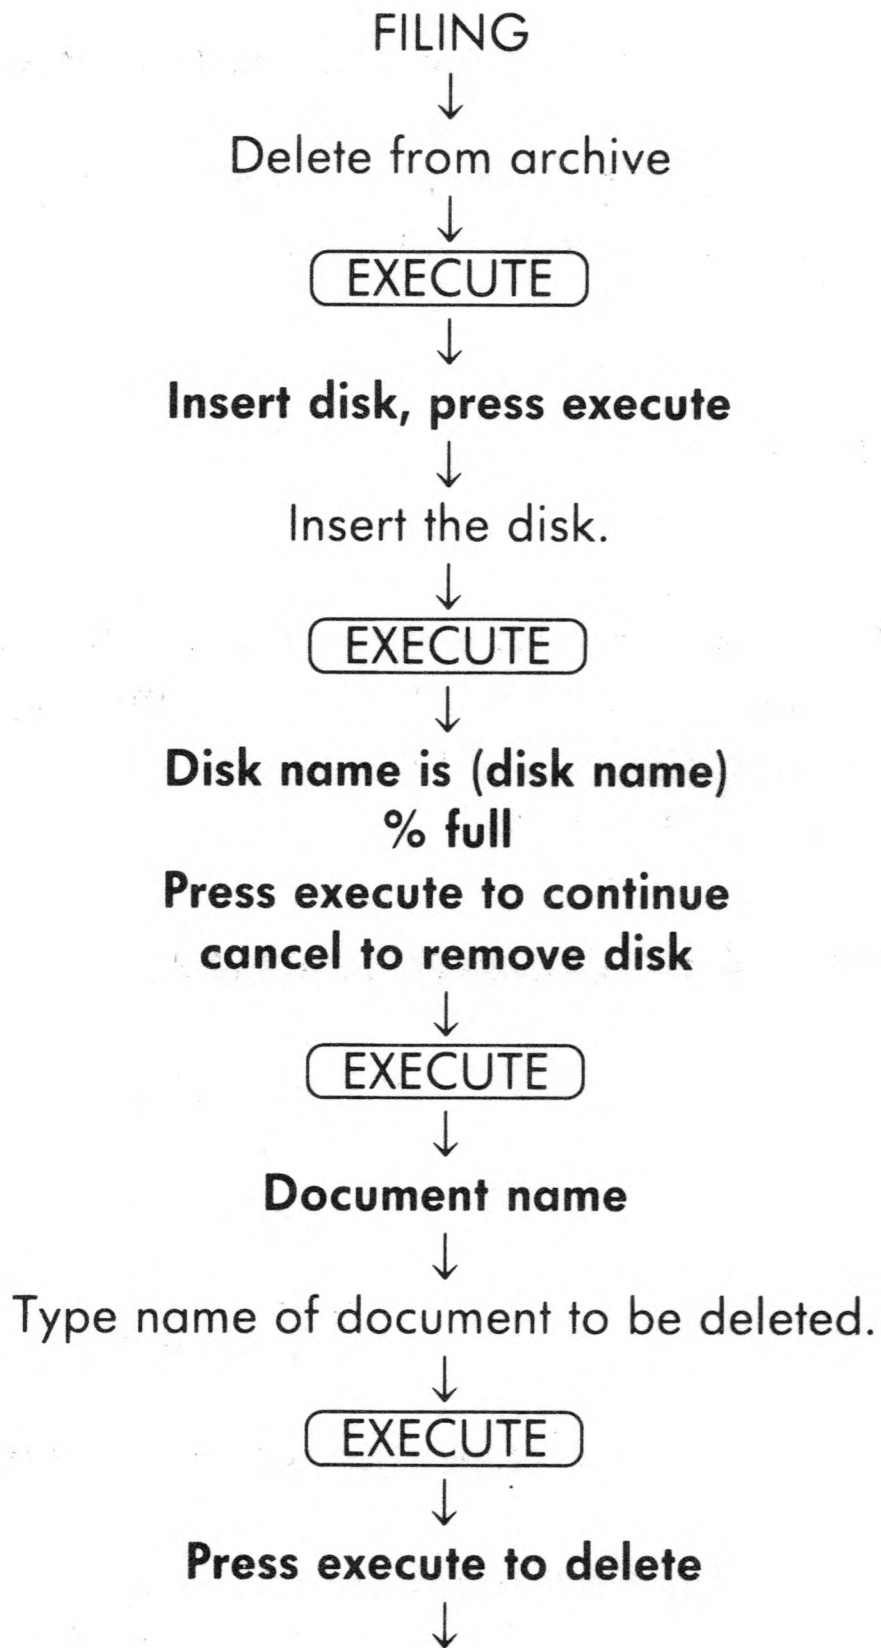 FILING
Delete from archive
EXECUTE
Insert disk, press execute
Insert the disk.
EXECUTE
Disk name is (disk name)
% full
Press execute to continue
cancel to remove disk
EXECUTE
Document name
Type name of document to be deleted.
EXECUTE
Press execute to delete